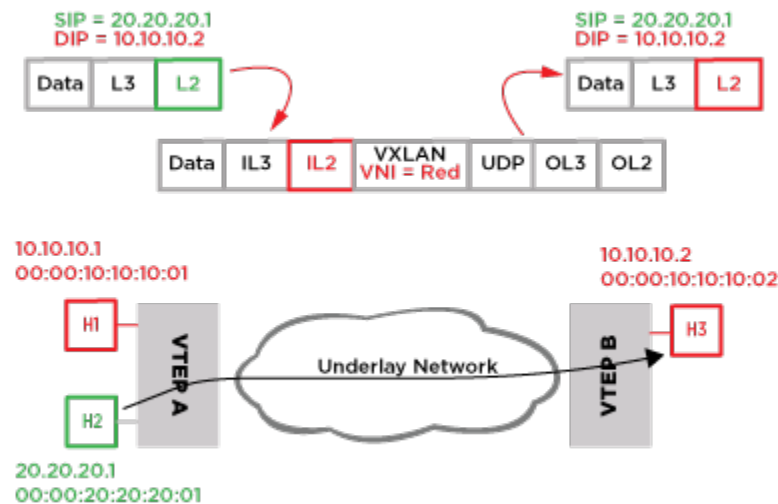 SIP = 20.20.20.1
DIP = 10.10.10.2
Data L3 L2
SIP = 20.20.20.1
DIP = 10.10.10.2
Data L3 L2
Data IL3 IL2 VXLAN UDP OL3 OL2
VNI = Red
10.10.10.1
00:00:10:10:10:01
10.10.10.2
00:00:10:10:10:02
H1
VTEP A
Underlay Network
VTEP B
H3
H2
20.20.20.1
00:00:20:20:20:01